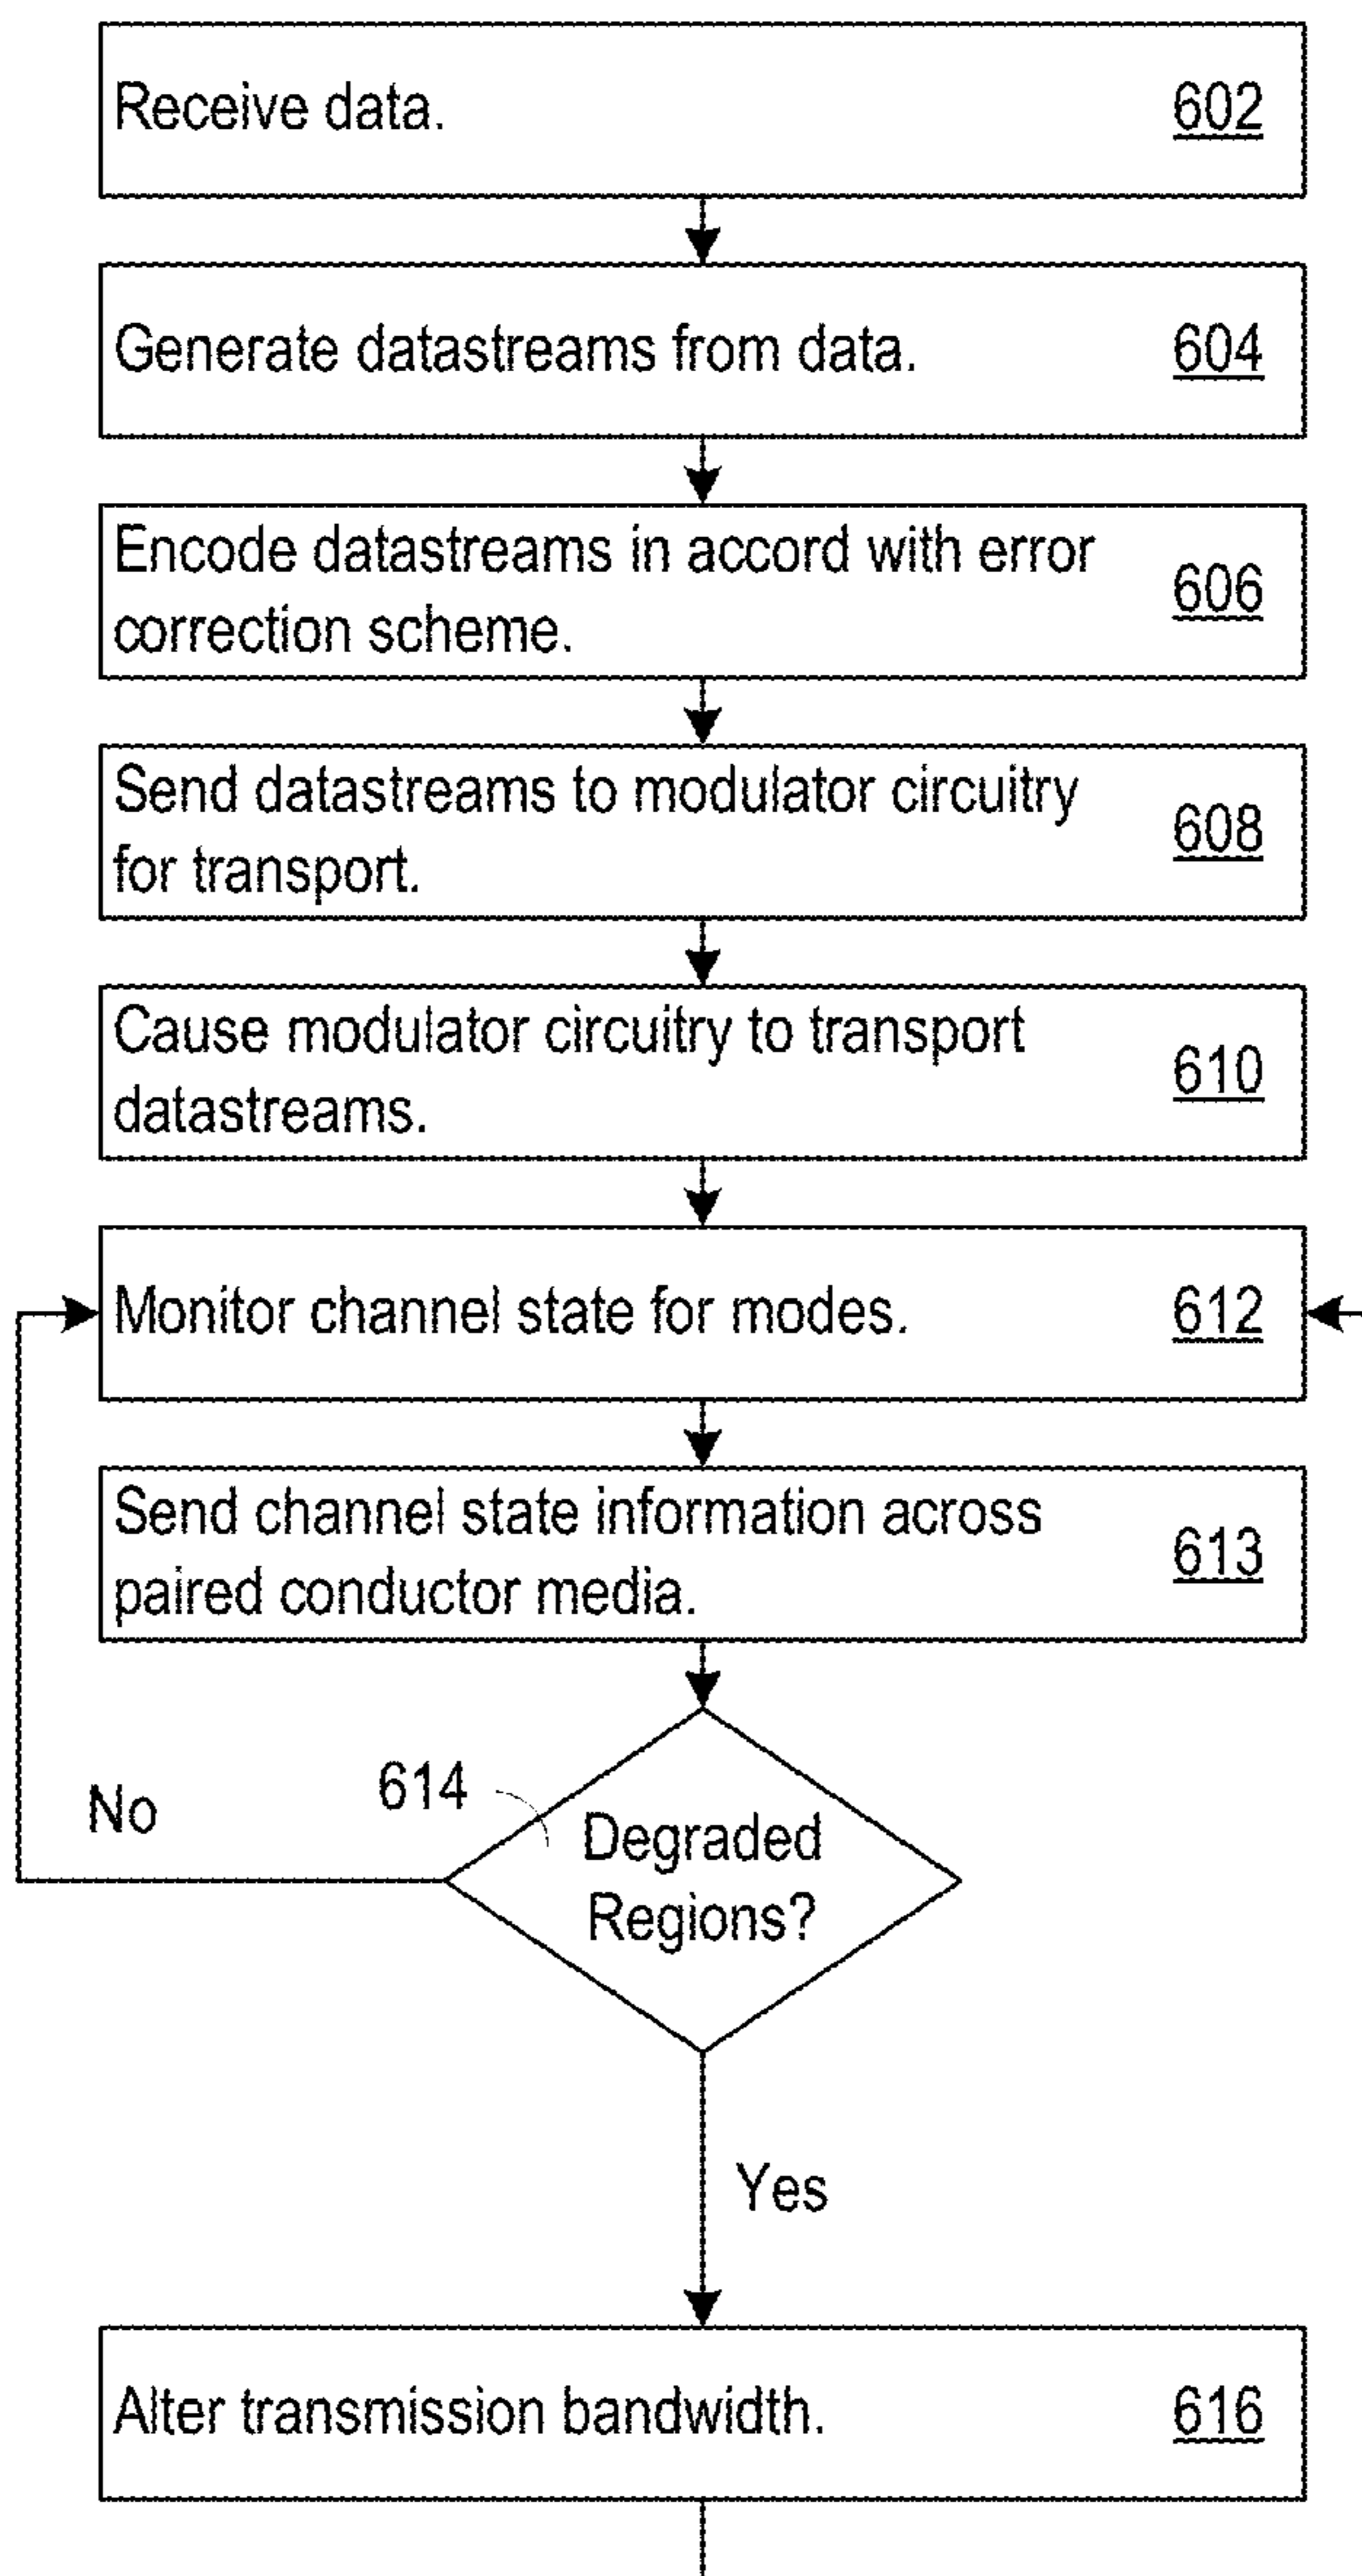 Receive data. 602
Generate datastreams from data. 604
Encode datastreams in accord with error
correction scheme. 606
Send datastreams to modulator circuitry
for transport. 608
Cause modulator circuitry to transport
datastreams. 610
Monitor channel state for modes. 612
Send channel state information across
paired conductor media. 613
614
Degraded
Regions?
No
Yes
Alter transmission bandwidth. 616